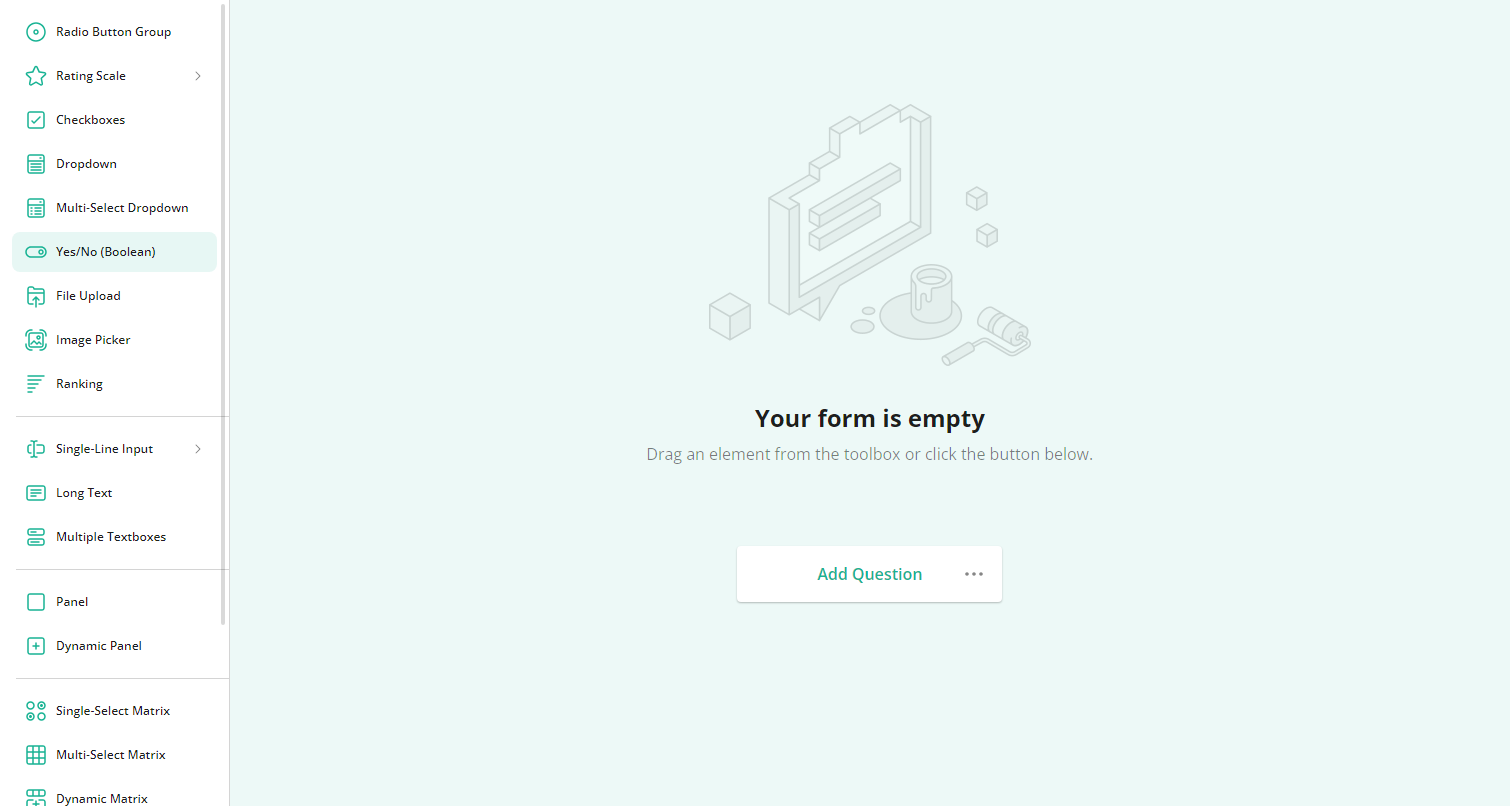 Radio Button Group
Rating Scale
Checkboxes
Dropdown
Multi-Select Dropdown
Yes/No (Boolean)
File Upload
Image Picker
Ranking
Single-Line Input
Long Text
Multiple Textboxes
Panel
Dynamic Panel
Single-Select Matrix
Multi-Select Matrix
Dynamic Matrix
Your form is empty
Drag an element from the toolbox or click the button below.
Add Question